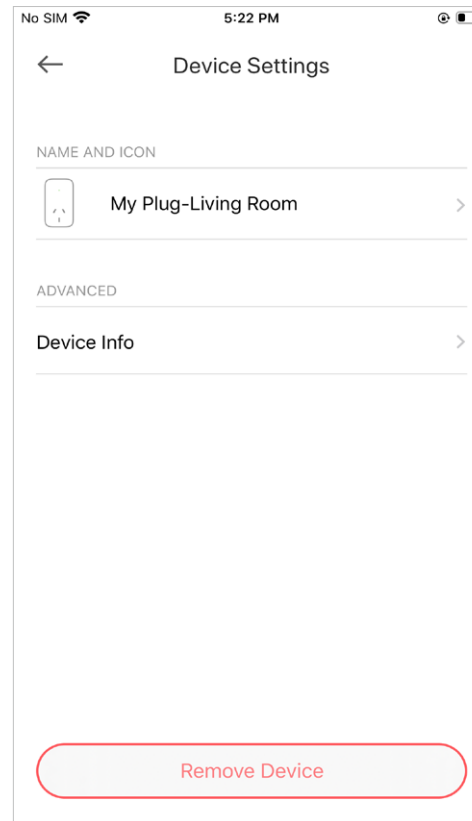 No SIM 5:22 PM
Device Settings
NAME AND ICON
My Plug-Living Room
ADVANCED
Device Info
Remove Device